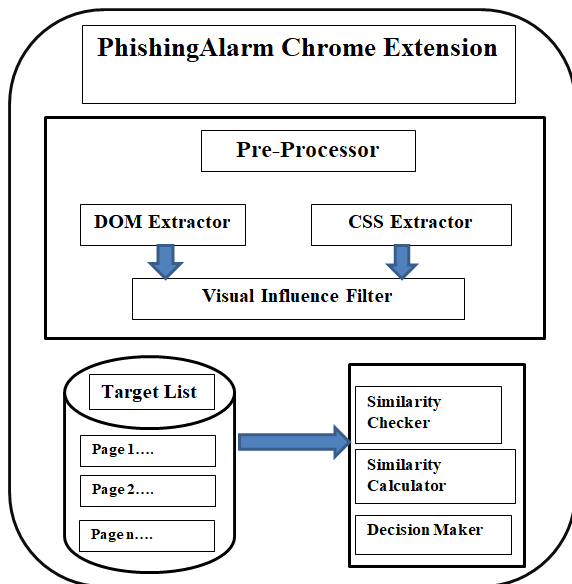 PhishingAlarm Chrome Extension
Pre-Processor
DOM Extractor
CSS Extractor
Visual Influence Filter
Target List
Page 1....
Page 2....
Page n....
Similarity
Checker
Similarity
Calculator
Decision Maker